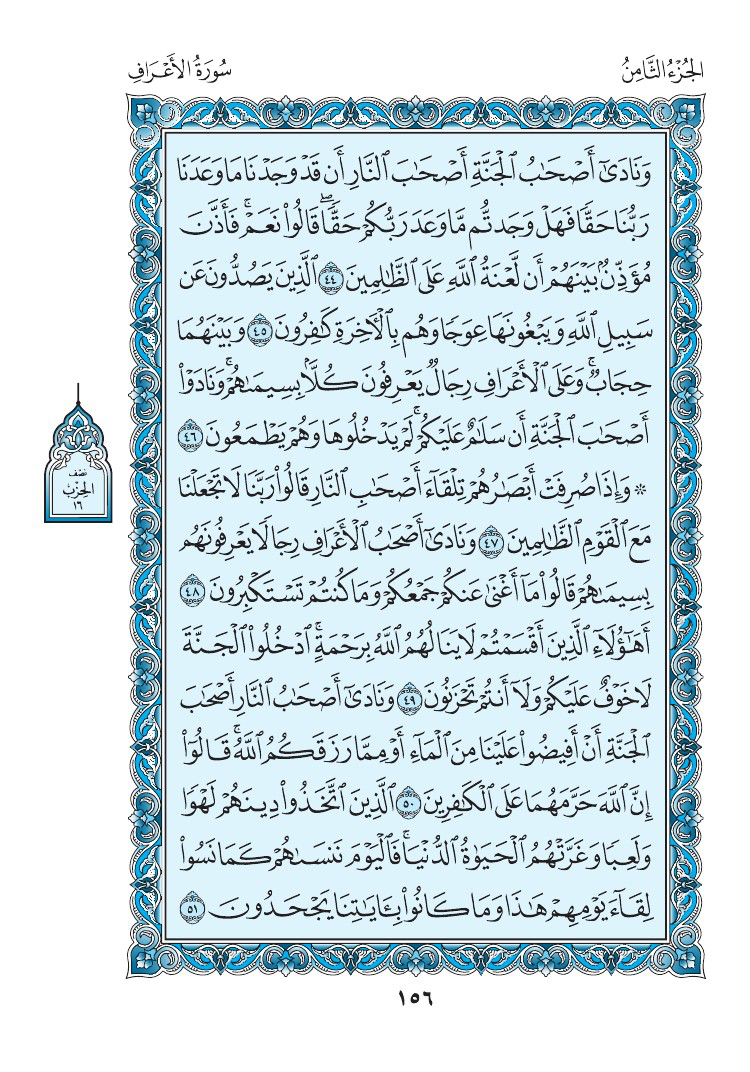 الجُزْءُ الثَّامِنُ
سُورَةُ الأَعْرَافِ
وَنَادَىٰٓ أَصْحَٰبُ ٱلْجَنَّةِ أَصْحَٰبَ ٱلنَّارِ أَن قَدْ وَجَدْنَا مَا وَعَدَنَا
رَبُّنَا حَقًّا فَهَلْ وَجَدتُّم مَّا وَعَدَ رَبُّكُمْ حَقًّاۖ قَالُوا۟ نَعَمْۚ فَأَذَّنَ
مُؤَذِّنٌۢ بَيْنَهُمْ أَن لَّعْنَةُ ٱللَّهِ عَلَى ٱلظَّٰلِمِينَ ٤٤ ٱلَّذِينَ يَصُدُّونَ عَن
سَبِيلِ ٱللَّهِ وَيَبْغُونَهَا عِوَجًا وَهُم بِٱلْأَخِرَةِ كَٰفِرُونَ ٤٥ وَبَيْنَهُمَا
حِجَابٌۚ وَعَلَى ٱلْأَعْرَافِ رِجَالٌ يَعْرِفُونَ كُلًّۢا بِسِيمَىٰهُمْۚ وَنَادَوْا۟
أَصْحَٰبَ ٱلْجَنَّةِ أَن سَلَٰمٌ عَلَيْكُمْۚ لَمْ يَدْخُلُوهَا وَهُمْ يَطْمَعُونَ ٤٦
۞ وَإِذَا صُرِفَتْ أَبْصَٰرُهُمْ تِلْقَآءَ أَصْحَٰبِ ٱلنَّارِ قَالُوا۟ رَبَّنَا لَا تَجْعَلْنَا
مَعَ ٱلْقَوْمِ ٱلظَّٰلِمِينَ ٤٧ وَنَادَىٰٓ أَصْحَٰبُ ٱلْأَعْرَافِ رِجَالًا يَعْرِفُونَهُم
بِسِيمَىٰهُمْ قَالُوا۟ مَآ أَغْنَىٰ عَنكُمْ جَمْعُكُمْ وَمَا كُنتُمْ تَسْتَكْبِرُونَ ٤٨
أَهَٰٓؤُلَآءِ ٱلَّذِينَ أَقْسَمْتُمْ لَا يَنَالُهُمُ ٱللَّهُ بِرَحْمَةٍۚ ٱدْخُلُوا۟ ٱلْجَنَّةَ
لَا خَوْفٌ عَلَيْكُمْ وَلَآ أَنتُمْ تَحْزَنُونَ ٤٩ وَنَادَىٰٓ أَصْحَٰبُ ٱلنَّارِ أَصْحَٰبَ
ٱلْجَنَّةِ أَنْ أَفِيضُوا۟ عَلَيْنَا مِنَ ٱلْمَآءِ أَوْ مِمَّا رَزَقَكُمُ ٱللَّهُۚ قَالُوٓا۟
إِنَّ ٱللَّهَ حَرَّمَهُمَا عَلَى ٱلْكَٰفِرِينَ ٥٠ ٱلَّذِينَ ٱتَّخَذُوا۟ دِينَهُمْ لَهْوًا
وَلَعِبًا وَغَرَّتْهُمُ ٱلْحَيَوٰةُ ٱلدُّنْيَاۚ فَٱلْيَوْمَ نَنسَىٰهُمْ كَمَا نَسُوا۟
لِقَآءَ يَوْمِهِمْ هَٰذَا وَمَا كَانُوا۟ بِـَٔايَٰتِنَا يَجْحَدُونَ ٥١
نصف
الحزب
١٦
١٥٦